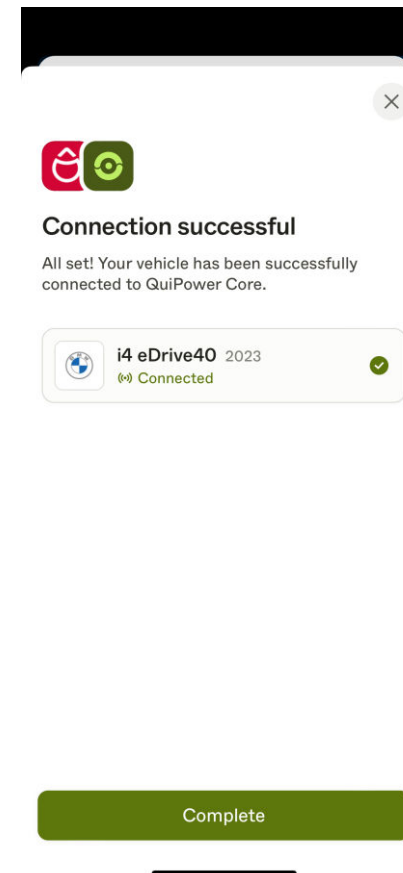 Connection successful
All set! Your vehicle has been successfully
connected to QuiPower Core.
i4 eDrive40 2023
Connected
Complete